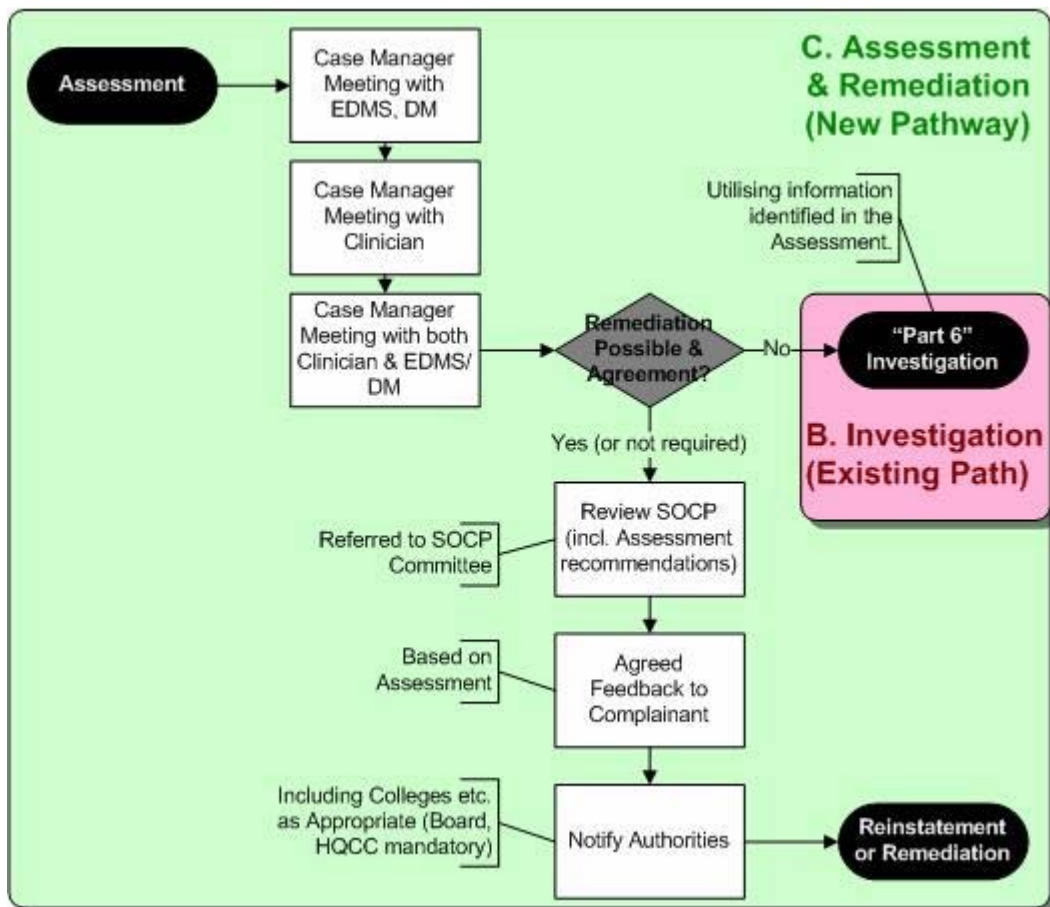 Assessment
Case Manager
Meeting with
EDMS, DM
C. Assessment
& Remediation
(New Pathway)
Case Manager
Meeting with
Clinician
Utilising information
identified in the
Assessment.
Case Manager
Meeting with both
Clinician & EDMS/
DM
Remediation
Possible &
Agreement?
No
“Part 6”
Investigation
B. Investigation
(Existing Path)
Yes (or not required)
Referred to SOCP
Committee
Review SOCP
(incl. Assessment
recommendations)
Based on
Assessment
Agreed
Feedback to
Complainant
Including Colleges etc.
as Appropriate (Board,
HQCC mandatory)
Notify Authorities
Reinstatement
or Remediation